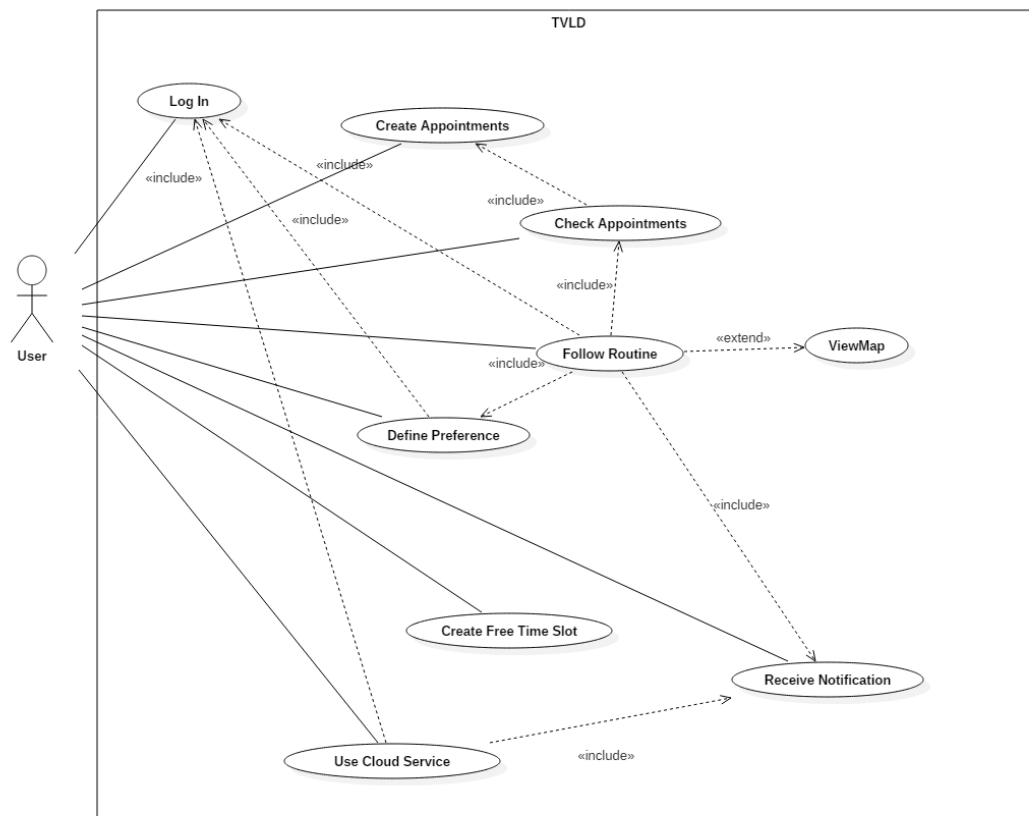 TVLD
Log In
Create Appointments
«include»
«include»
«include»
«include»
Check Appointments
«include»
User
Follow Routine
«extend»
ViewMap
«include»
Define Preference
«include»
Create Free Time Slot
Receive Notification
Use Cloud Service
«include»